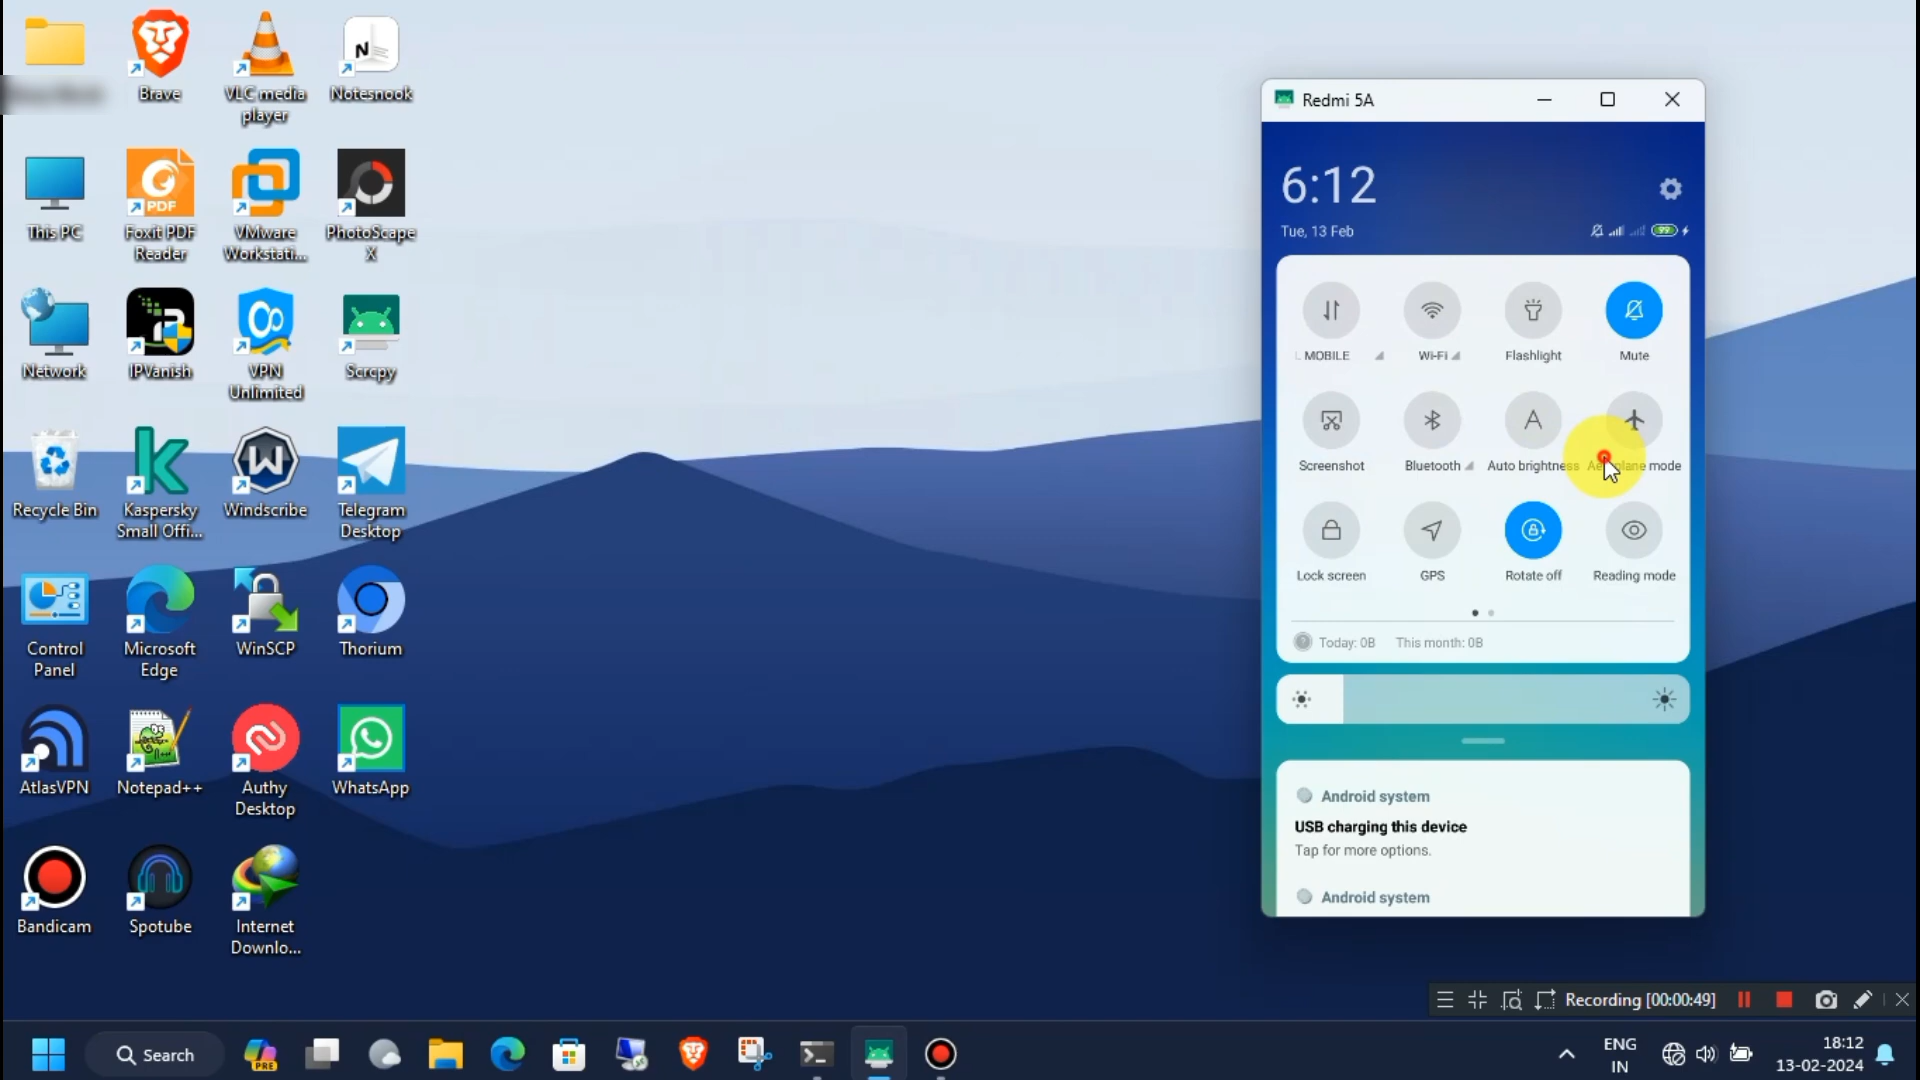 Brave
VLC media
player
Notesnook
This PC
Foxit PDF
Reader
VMware
Workstati...
PhotoScape
X
Network
IPVanish
VPN
Unlimited
Scrcpy
Recycle Bin
Kaspersky
Small Offi...
Windscribe
Telegram
Desktop
Control
Panel
Microsoft
Edge
WinSCP
Thorium
AtlasVPN
Notepad++
Authy
Desktop
WhatsApp
Bandicam
Spotube
Internet
Downlo...
Redmi 5A
6:12
Tue, 13 Feb
99
MOBILE
Wi-Fi
Flashlight
Mute
Screenshot
Bluetooth
Auto brightness
mode
Lock screen
GPS
Rotate off
Reading mode
Today: 0B
This month: 0B
Android system
USB charging this device
Tap for more options.
Android system
Recording [00:00:49]
Search
PRE
ENG
IN
18:12
13-02-2024